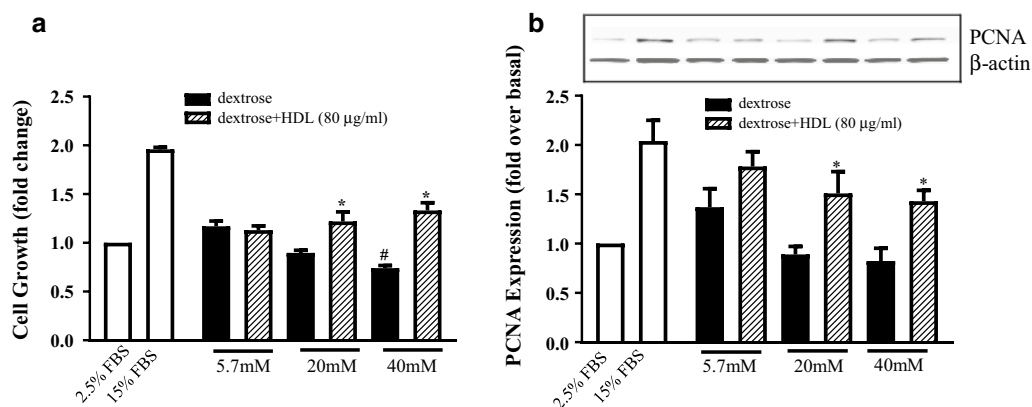 a
Cell Growth (fold change)
2.5
2.0
1.5
1.0
0.5
0.0
dextrose
dextrose+HDL (80 µg/ml)
#
*
*
2.5% FBS
15% FBS
5.7mM
20mM
40mM
b
PCNA
β-actin
PCNA Expression (fold over basal)
2.5
2.0
1.5
1.0
0.5
0.0
dextrose
dextrose+HDL (80 µg/ml)
*
*
2.5% FBS
15% FBS
5.7mM
20mM
40mM